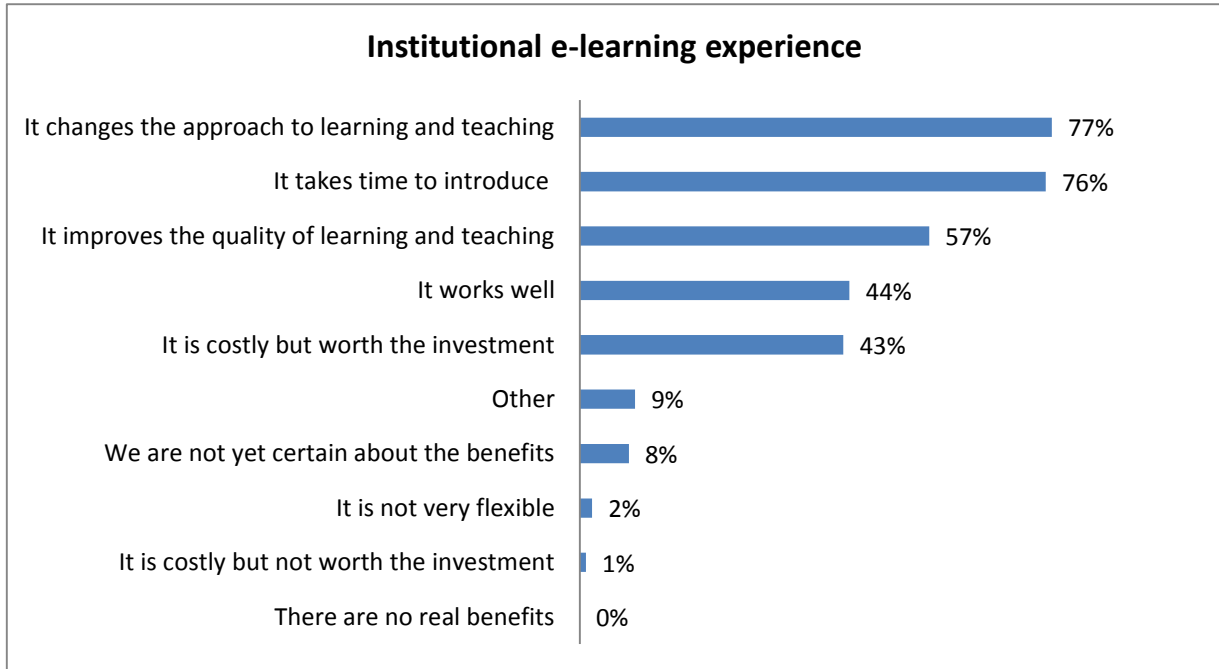 Institutional e-learning experience
It changes the approach to learning and teaching 77%
It takes time to introduce 76%
It improves the quality of learning and teaching 57%
It works well 44%
It is costly but worth the investment 43%
Other 9%
We are not yet certain about the benefits 8%
It is not very flexible 2%
It is costly but not worth the investment 1%
There are no real benefits 0%